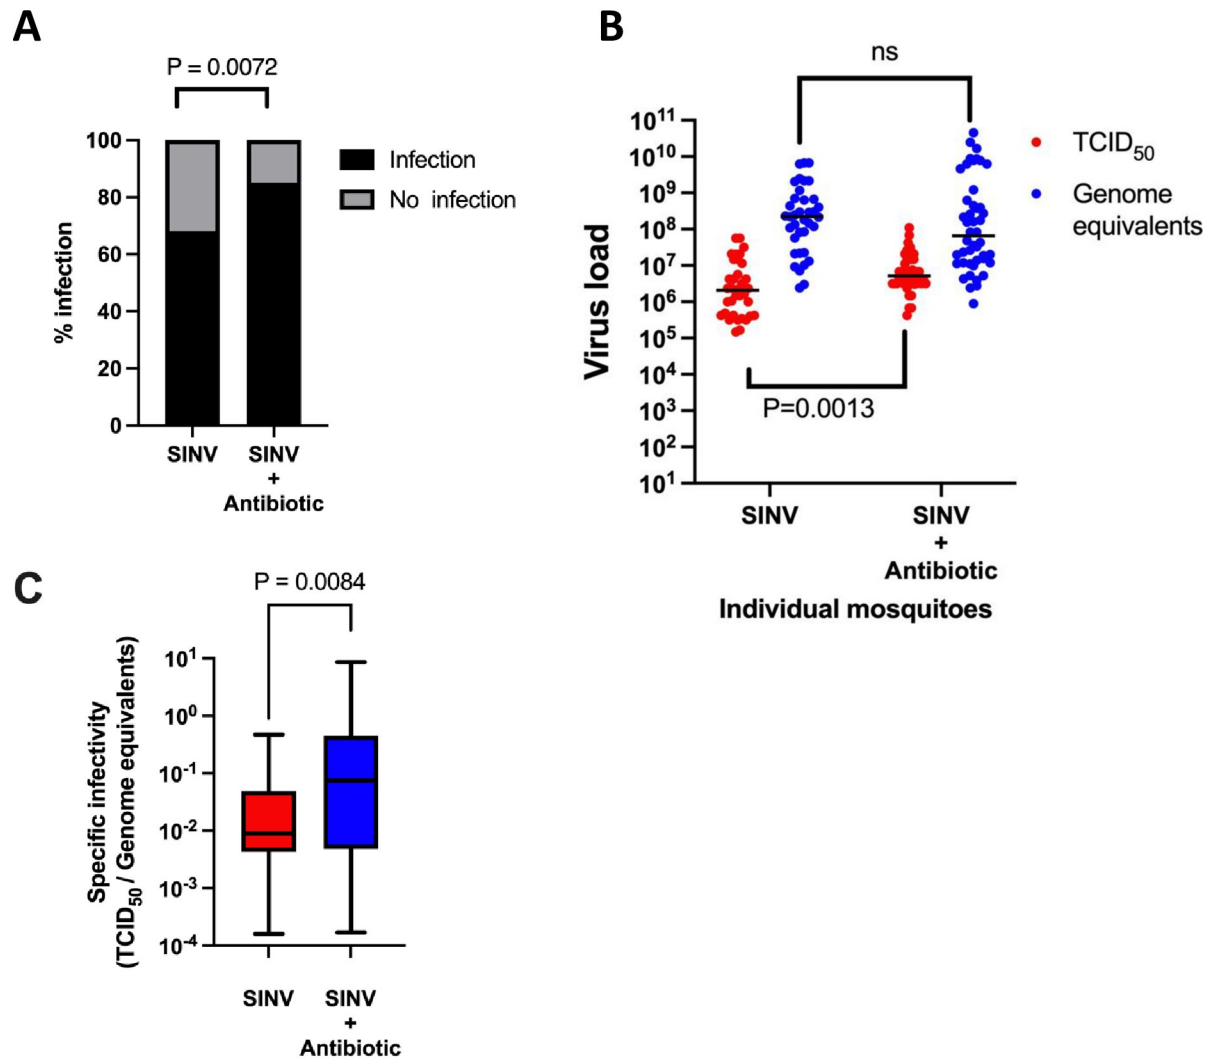 A
P = 0.0072
100
80
60
40
20
0
% infection
Infection
No infection
SINV
SINV
+
Antibiotic
B
ns
10¹¹
10¹⁰
10⁹
10⁸
10⁷
10⁶
10⁵
10⁴
10³
10²
10¹
Virus load
P=0.0013
TCID₅₀
Genome
equivalents
SINV
SINV
+
Antibiotic
Individual mosquitoes
C
P = 0.0084
10¹
10⁰
10⁻¹
10⁻²
10⁻³
10⁻⁴
Specific infectivity
(TCID₅₀ / Genome equivalents)
SINV
SINV
+
Antibiotic